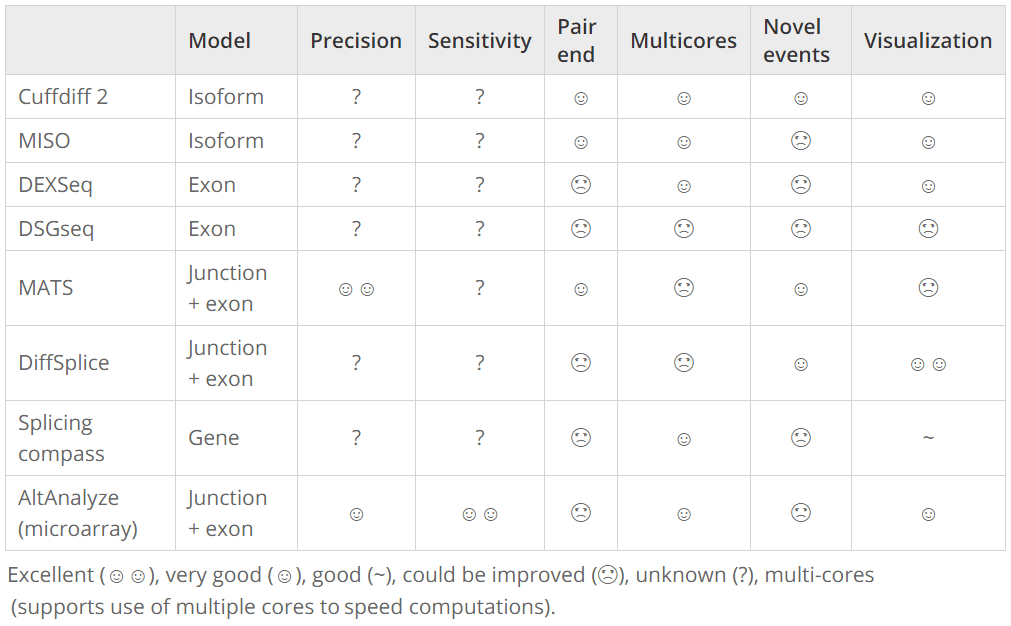 Model Precision Sensitivity Pair end Multicores Novel events Visualization
Cuffdiff 2 Isoform ? ? ☺ ☺ ☺ ☺
MISO Isoform ? ? ☺ ☺ ☹ ☺
DEXSeq Exon ? ? ☹ ☺ ☹ ☺
DSGseq Exon ? ? ☹ ☹ ☹ ☹
MATS Junction + exon ☺☺ ? ☺ ☹ ☺ ☹
DiffSplice Junction + exon ? ? ☹ ☹ ☺ ☺☺
Splicing compass Gene ? ? ☹ ☺ ☹ ~
AltAnalyze (microarray) Junction + exon ☺ ☺☺ ☹ ☺ ☹ ☺
Excellent (☺☺), very good (☺), good (~), could be improved (☹), unknown (?), multi-cores
(supports use of multiple cores to speed computations).